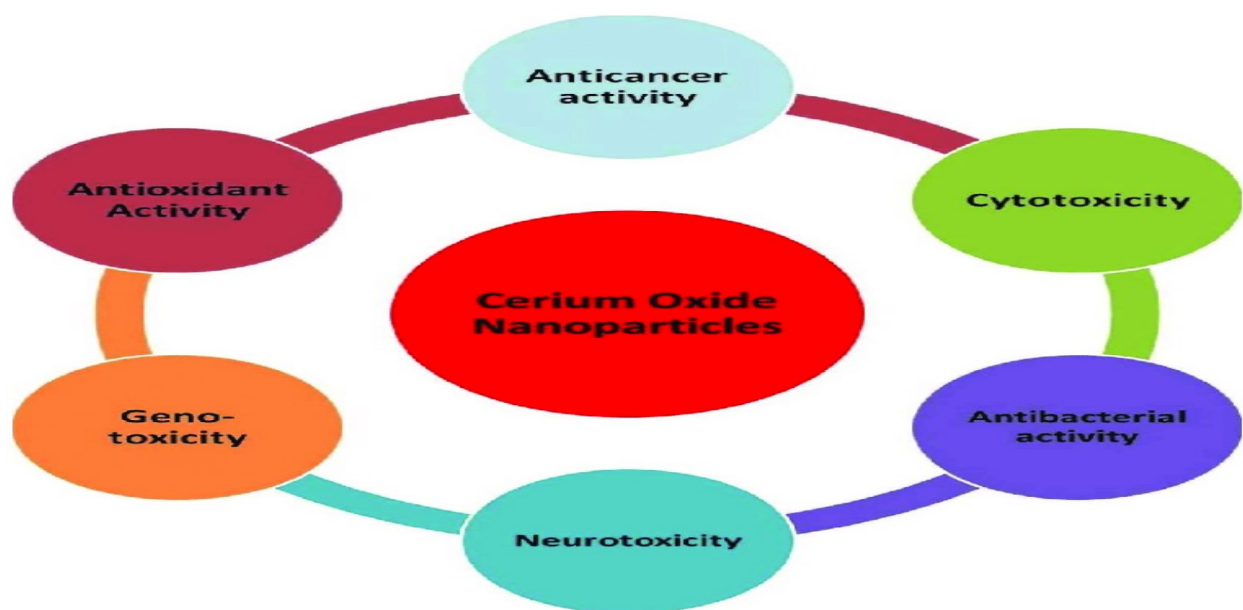 Anticancer
activity
Antioxidant
Activity
Cytotoxicity
Cerium Oxide
Nanoparticles
Geno-
toxicity
Antibacterial
activity
Neurotoxicity